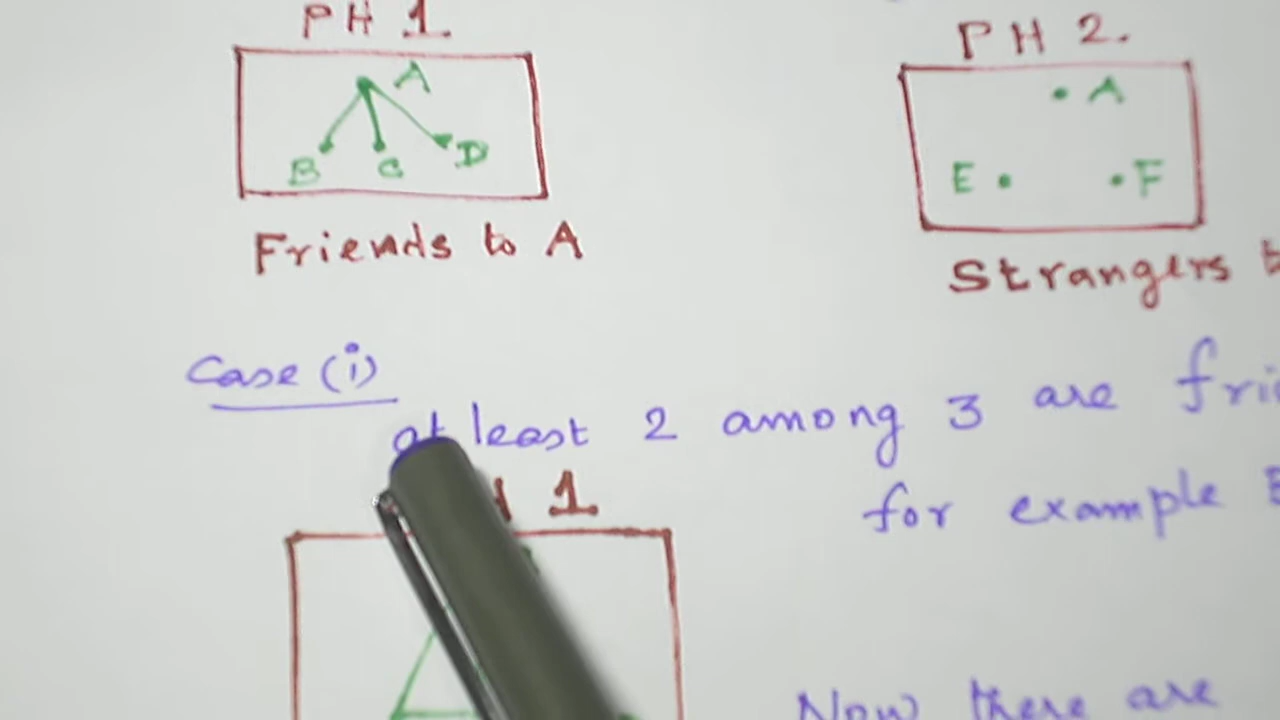 PH 1.
PH 2.
A
B C D
A
E F
Friends to A
Strangers
Case (i)
at least 2 among 3 are
1
for example
Now there are